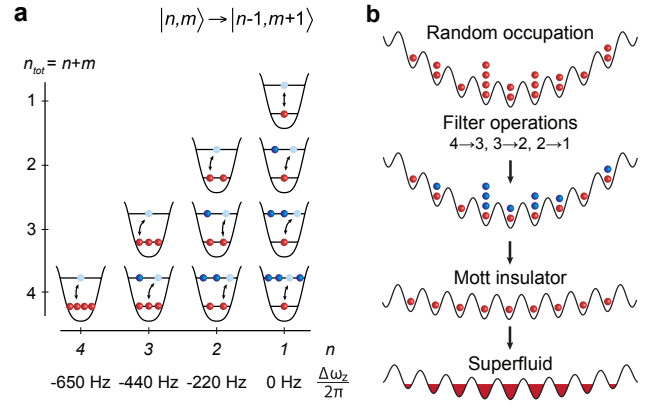 a
|n,m⟩→|n-1,m+1⟩
n_tot = n+m
1
2
3
4
4 3 2 1 n
-650 Hz -440 Hz -220 Hz 0 Hz Δω_z/2π
b
Random occupation
Filter operations
4→3, 3→2, 2→1
Mott insulator
Superfluid